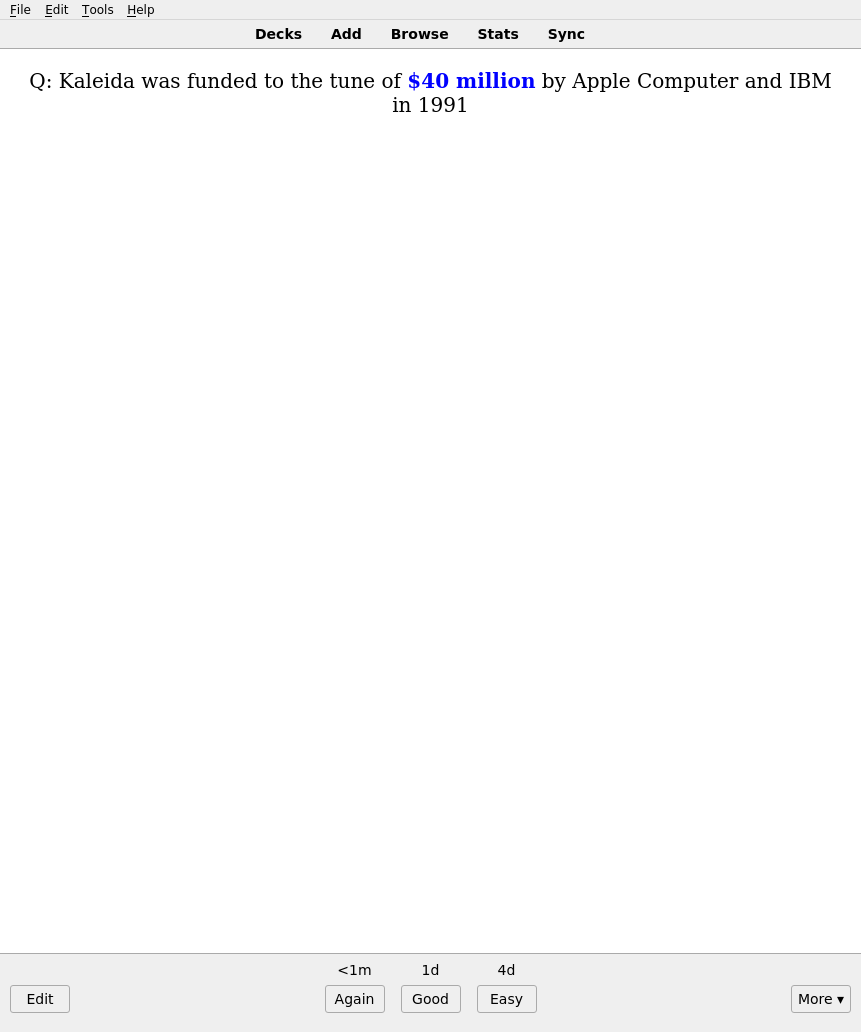 File Edit Tools Help
Decks Add Browse Stats Sync
Q: Kaleida was funded to the tune of $40 million by Apple Computer and IBM
in 1991
<1m 1d 4d
Edit Again Good Easy More ▾